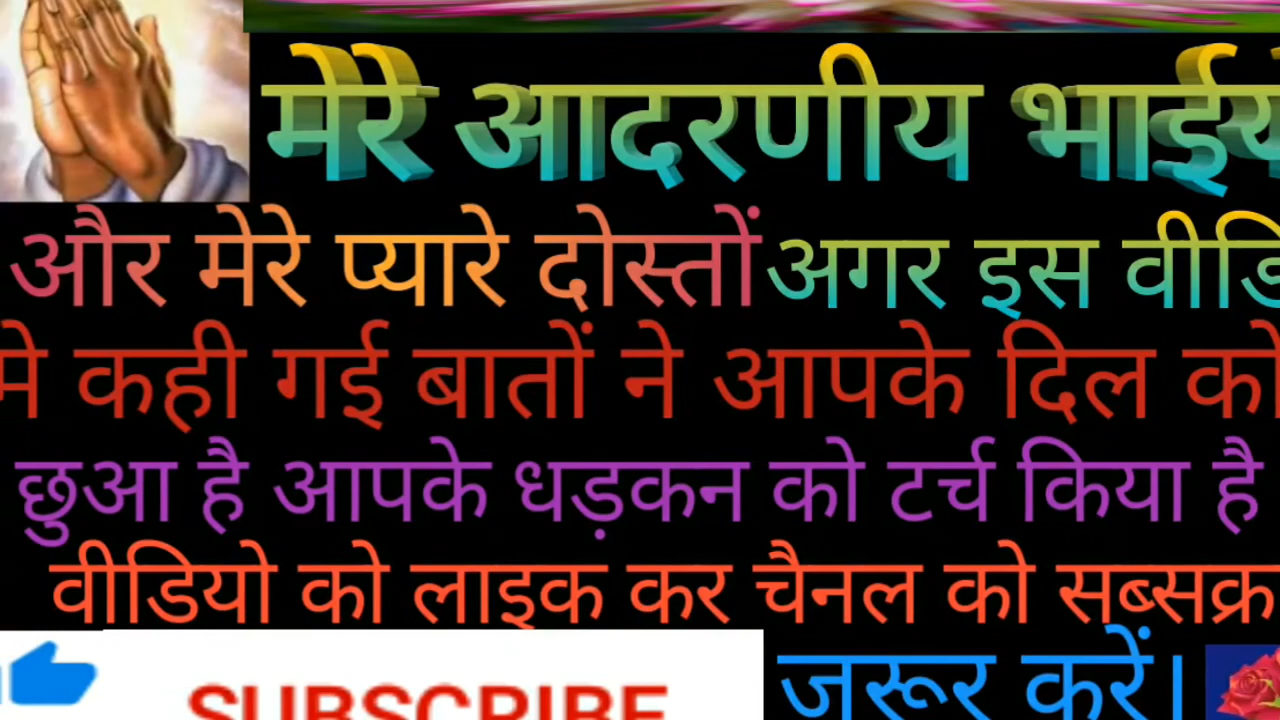 मेरे आदरणीय
और मेरे प्यारे दोस्तों अगर इस
मे कही गई बातों ने आपके दिल को
छुआ है आपके धड़कन को टर्च किया है
वीडियो को लाइक कर चैनल को
जरूर करें।
SUBSCRIBE